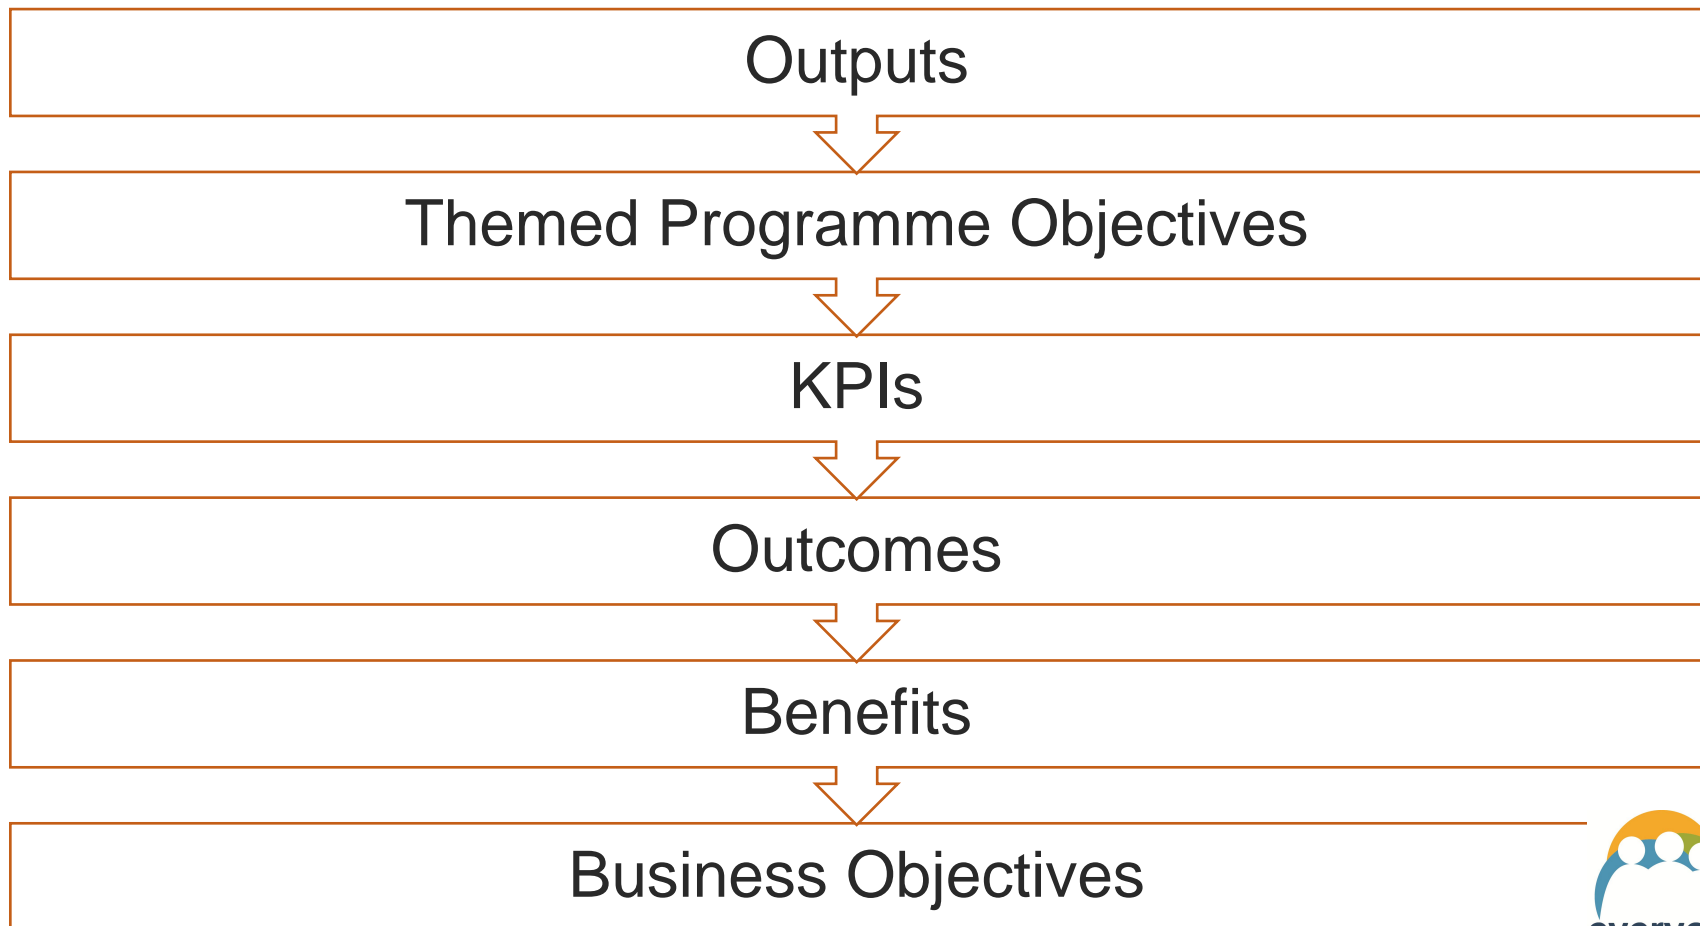 Outputs
Themed Programme Objectives
KPIs
Outcomes
Benefits
Business Objectives